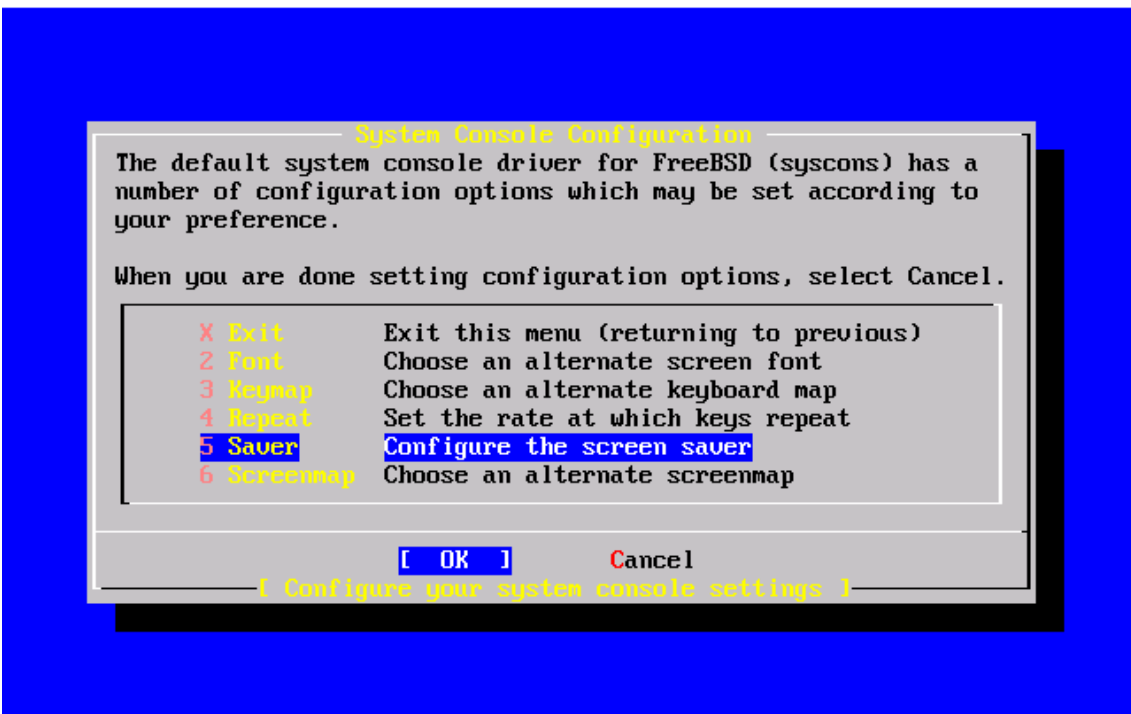 System Console Configuration
The default system console driver for FreeBSD (syscons) has a
number of configuration options which may be set according to
your preference.
When you are done setting configuration options, select Cancel.
X Exit Exit this menu (returning to previous)
2 Font Choose an alternate screen font
3 Keymap Choose an alternate keyboard map
4 Repeat Set the rate at which keys repeat
5 Saver Configure the screen saver
6 Screenmap Choose an alternate screenmap
[ OK ] Cancel
[ Configure your system console settings ]